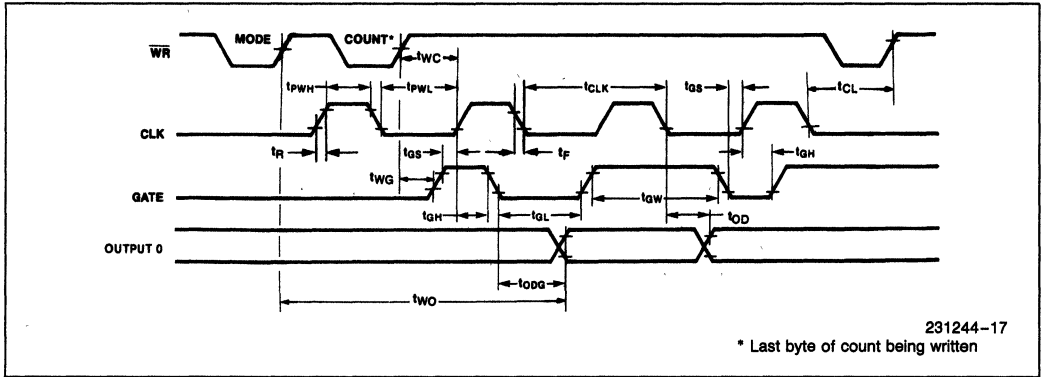 MODE COUNT*
WR tWC
tPWH tPWL tCLK tGS tCL
CLK
tR tGS tF tGH
tWG
GATE
tGH tGL tGW tOD
OUTPUT 0
tODG
tWO
231244-17
* Last byte of count being written